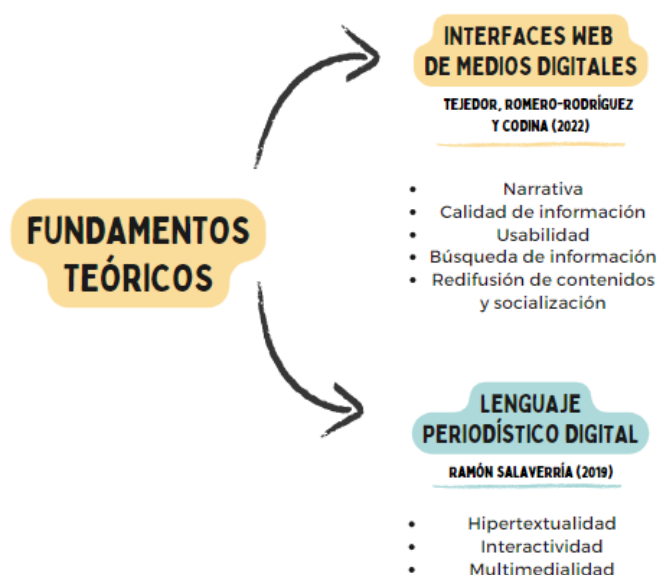 INTERFACES WEB
DE MEDIOS DIGITALES
TEJEDOR, ROMERO-RODRÍGUEZ
Y CODINA (2022)
• Narrativa
• Calidad de información
• Usabilidad
• Búsqueda de información
• Redifusión de contenidos
y socialización
FUNDAMENTOS
TEÓRICOS
LENGUAJE
PERIODÍSTICO DIGITAL
RAMÓN SALAVERRÍA (2019)
• Hipertextualidad
• Interactividad
• Multimedialidad